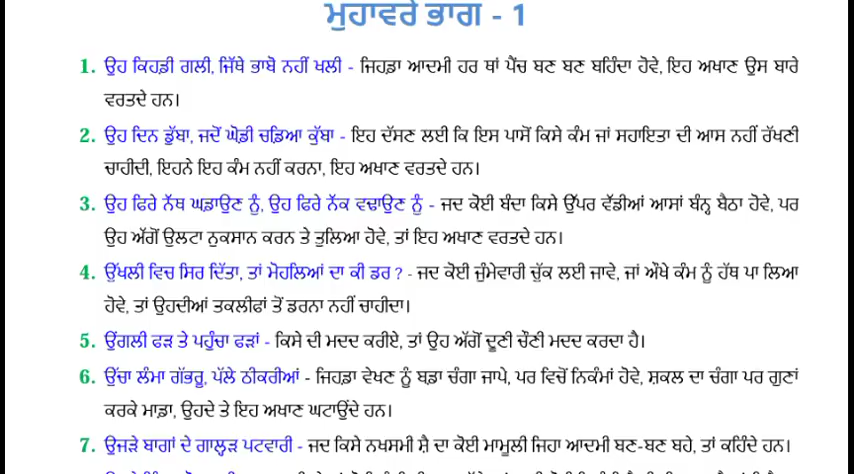 ਮੁਹਾਵਰੇ ਭਾਗ - 1
1. ਉਹ ਕਿਹੜੀ ਗਲੀ, ਜਿੱਥੇ ਭਾਬੋ ਨਹੀਂ ਖਲੀ - ਜਿਹੜਾ ਆਦਮੀ ਹਰ ਥਾਂ ਪੈਂਚ ਬਣ ਬਣ ਬਹਿੰਦਾ ਹੋਵੇ, ਇਹ ਅਖਾਣ ਉਸ ਬਾਰੇ
ਵਰਤਦੇ ਹਨ।
2. ਉਹ ਦਿਨ ਡੁੱਬਾ, ਜਦੋਂ ਘੋੜੀ ਚੜਿਆ ਕੁੱਬਾ - ਇਹ ਦੱਸਣ ਲਈ ਕਿ ਇਸ ਪਾਸੋਂ ਕਿਸੇ ਕੰਮ ਜਾਂ ਸਹਾਇਤਾ ਦੀ ਆਸ ਨਹੀਂ ਰੱਖਣੀ
ਚਾਹੀਦੀ, ਇਹਨੇ ਇਹ ਕੰਮ ਨਹੀਂ ਕਰਨਾ, ਇਹ ਅਖਾਣ ਵਰਤਦੇ ਹਨ।
3. ਉਹ ਫਿਰੇ ਨੱਥ ਘੜਾਉਣ ਨੂੰ, ਉਹ ਫਿਰੇ ਨੱਕ ਵਢਾਉਣ ਨੂੰ - ਜਦ ਕੋਈ ਬੰਦਾ ਕਿਸੇ ਉੱਪਰ ਵੱਡੀਆਂ ਆਸਾਂ ਬੰਨ੍ਹ ਬੈਠਾ ਹੋਵੇ, ਪਰ
ਉਹ ਅੱਗੋਂ ਉਲਟਾ ਨੁਕਸਾਨ ਕਰਨ ਤੇ ਤੁਲਿਆ ਹੋਵੇ, ਤਾਂ ਇਹ ਅਖਾਣ ਵਰਤਦੇ ਹਨ।
4. ਉੱਖਲੀ ਵਿਚ ਸਿਰ ਦਿੱਤਾ, ਤਾਂ ਮੋਹਲਿਆਂ ਦਾ ਕੀ ਡਰ ? - ਜਦ ਕੋਈ ਜੁੰਮੇਵਾਰੀ ਚੁੱਕ ਲਈ ਜਾਵੇ, ਜਾਂ ਔਖੇ ਕੰਮ ਨੂੰ ਹੱਥ ਪਾ ਲਿਆ
ਹੋਵੇ, ਤਾਂ ਉਹਦੀਆਂ ਤਕਲੀਫਾਂ ਤੋਂ ਡਰਨਾ ਨਹੀਂ ਚਾਹੀਦਾ।
5. ਉਂਗਲੀ ਫੜ ਤੇ ਪਹੁੰਚਾ ਫੜਾਂ - ਕਿਸੇ ਦੀ ਮਦਦ ਕਰੀਏ, ਤਾਂ ਉਹ ਅੱਗੋਂ ਦੂਣੀ ਚੌਣੀ ਮਦਦ ਕਰਦਾ ਹੈ।
6. ਉੱਚਾ ਲੰਮਾ ਗੱਭਰੂ, ਪੱਲੇ ਠੀਕਰੀਆਂ - ਜਿਹੜਾ ਵੇਖਣ ਨੂੰ ਬੜਾ ਚੰਗਾ ਜਾਪੇ, ਪਰ ਵਿਚੋਂ ਨਿਕੰਮਾਂ ਹੋਵੇ, ਸ਼ਕਲ ਦਾ ਚੰਗਾ ਪਰ ਗੁਣਾਂ
ਕਰਕੇ ਮਾੜਾ, ਉਹਦੇ ਤੇ ਇਹ ਅਖਾਣ ਘਟਾਉਂਦੇ ਹਨ।
7. ਉਜੜੇ ਬਾਗਾਂ ਦੇ ਗਾਲ੍ਹੜ ਪਟਵਾਰੀ - ਜਦ ਕਿਸੇ ਨਖਸਮੀ ਸ਼ੈ ਦਾ ਕੋਈ ਮਾਮੂਲੀ ਜਿਹਾ ਆਦਮੀ ਬਣ-ਬਣ ਬਹੇ, ਤਾਂ ਕਹਿੰਦੇ ਹਨ।